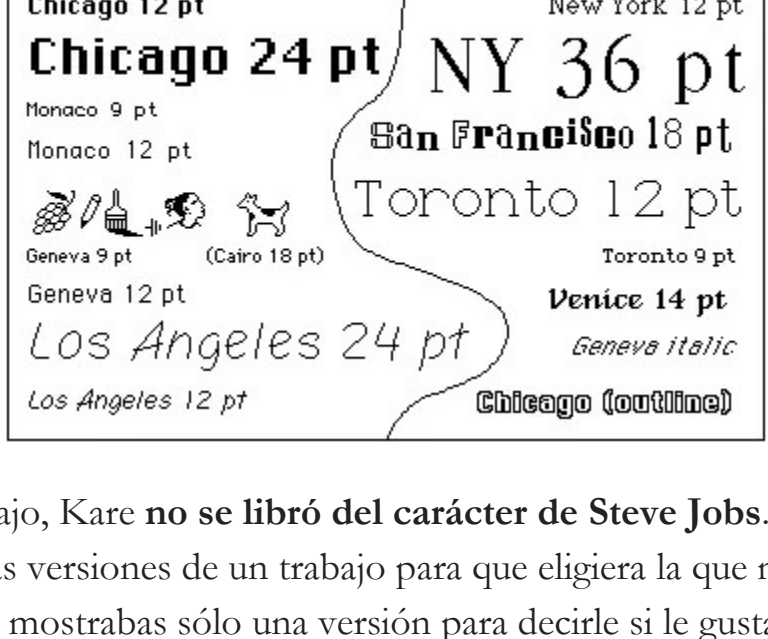 Chicago 12 pt
Chicago 24 pt
Monaco 9 pt
Monaco 12 pt
Geneva 9 pt (Cairo 18 pt)
Geneva 12 pt
Los Angeles 24 pt
Los Angeles 12 pt
New York 12 pt
NY 36 pt
San Francisco 18 pt
Toronto 12 pt
Toronto 9 pt
Venice 14 pt
Geneva italic
Chicago (outline)
ajo, Kare no se libró del carácter de Steve Jobs.
as versiones de un trabajo para que eligiera la que
mostrabas sólo una versión para decirle si le gusta